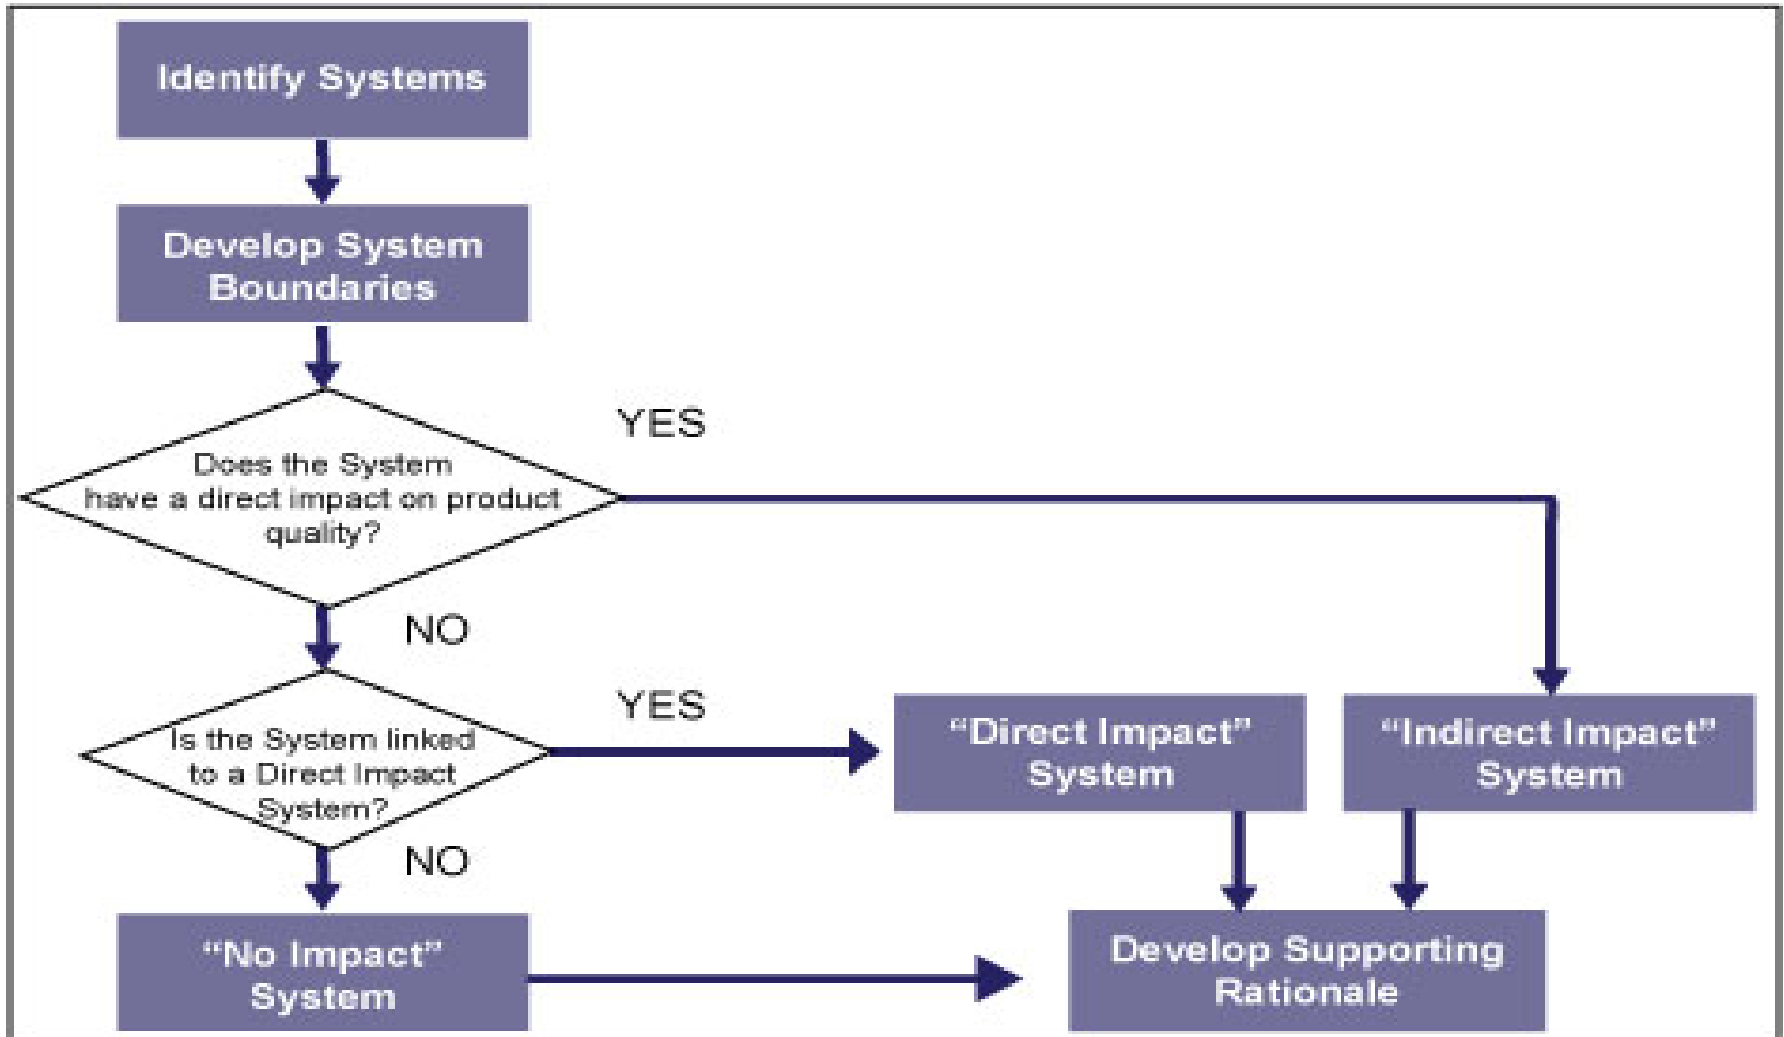 Identify Systems
Develop System
Boundaries
YES
Does the System
have a direct impact on product
quality?
NO
YES
Is the System linked
to a Direct Impact
System?
“Direct Impact”
System
“Indirect Impact”
System
NO
“No Impact”
System
Develop Supporting
Rationale